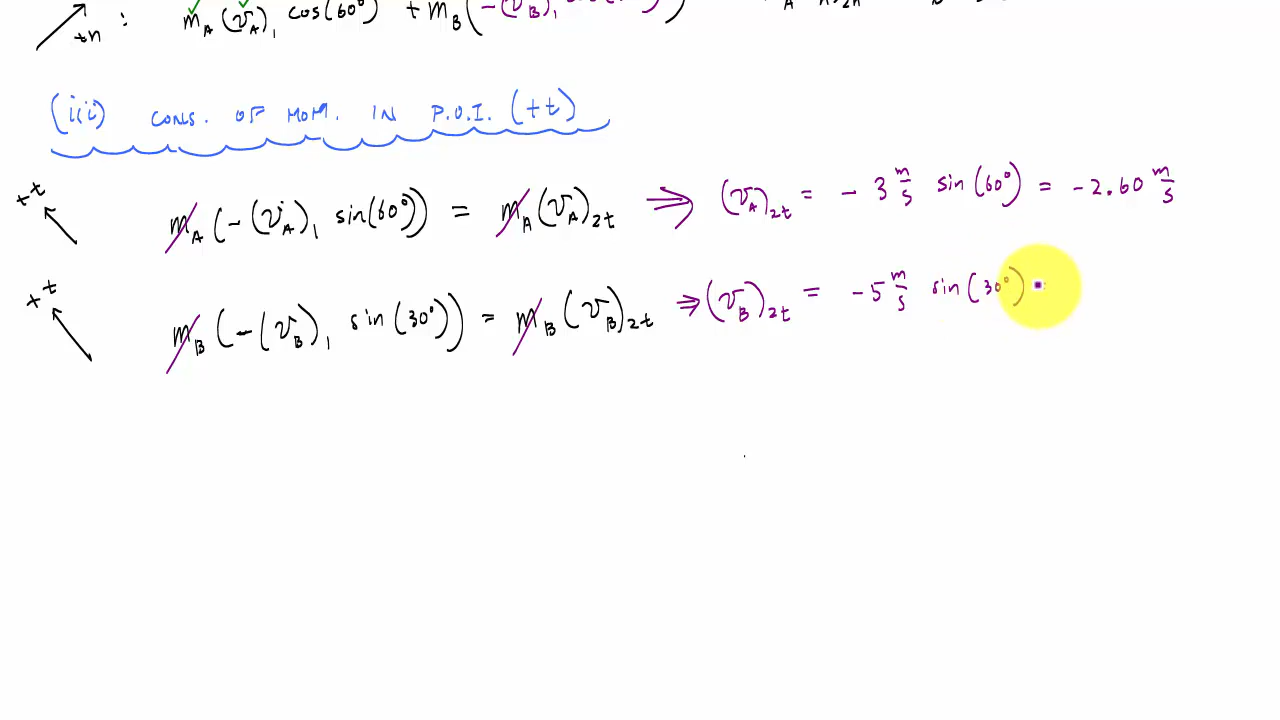 +n : m_A (v_A)_1 cos(60°) + m_B (-(v_B)_1
(iii) CONS. OF MOM. IN P.O.I. (+t)
+t m_A (-(v_A)_1 sin(60°)) = m_A (v_A)_2t ⇒ (v_A)_2t = - 3 m/s sin(60°) = -2.60 m/s
+t m_B (-(v_B)_1 sin(30°)) = m_B (v_B)_2t ⇒ (v_B)_2t = -5 m/s sin(30°)